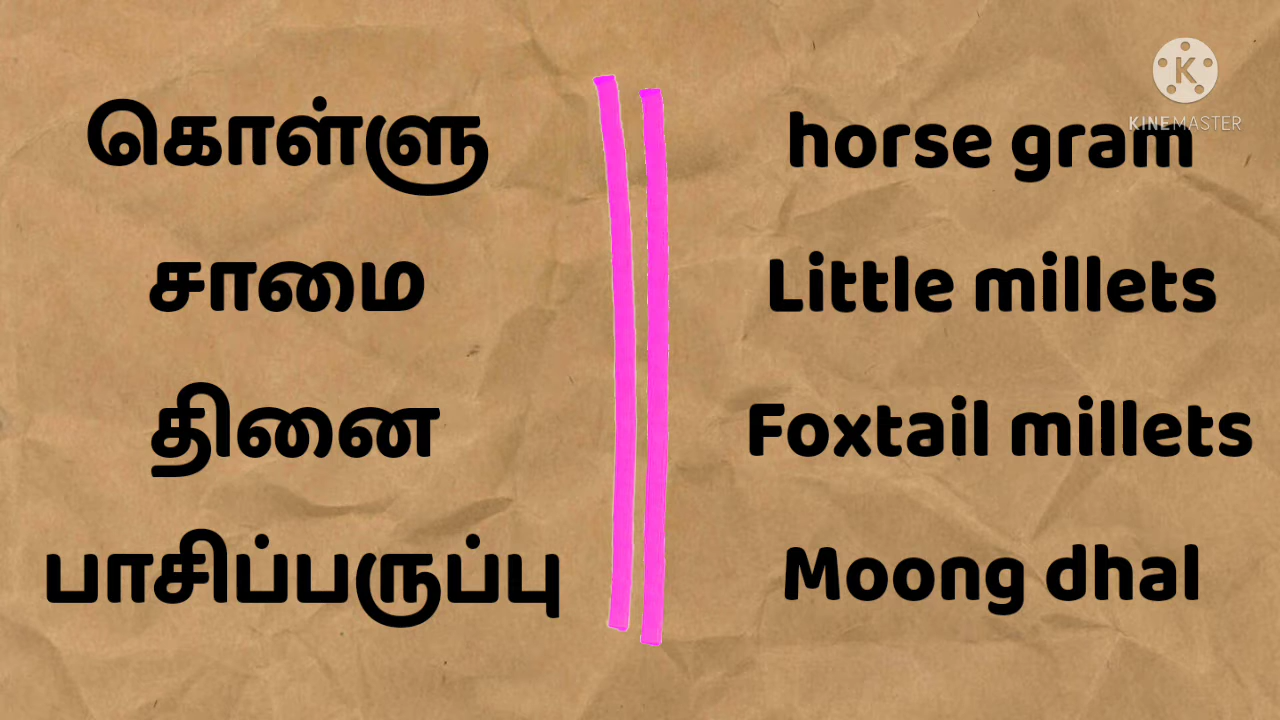 கொள்ளு horse gram
சாமை Little millets
தினை Foxtail millets
பாசிப்பருப்பு Moong dhal
K
KINEMASTER